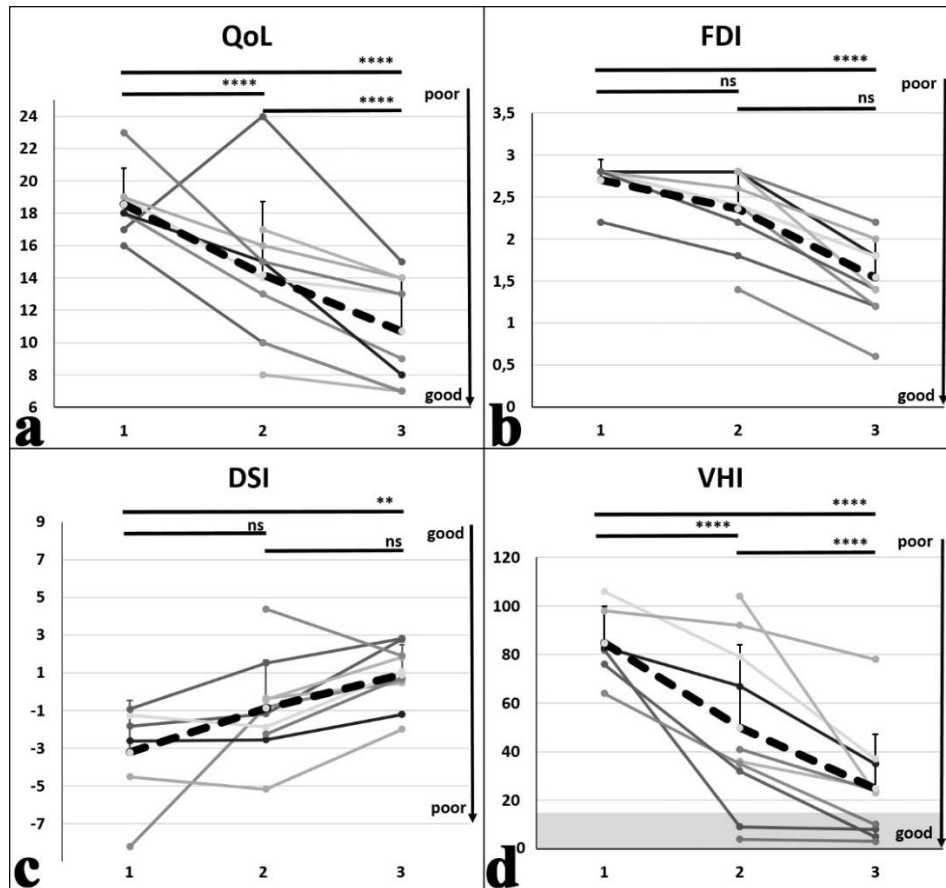 QoL
****
****
poor
****
24
22
20
18
16
14
12
10
8
6
good
a
1 2 3
FDI
****
ns
poor
ns
3,5
3
2,5
2
1,5
1
0,5
0
good
b
1 2 3
DSI
**
ns
good
ns
9
7
5
3
1
-1
-3
-5
-7
poor
c
1 2 3
VHI
****
****
poor
****
120
100
80
60
40
20
0
good
d
1 2 3